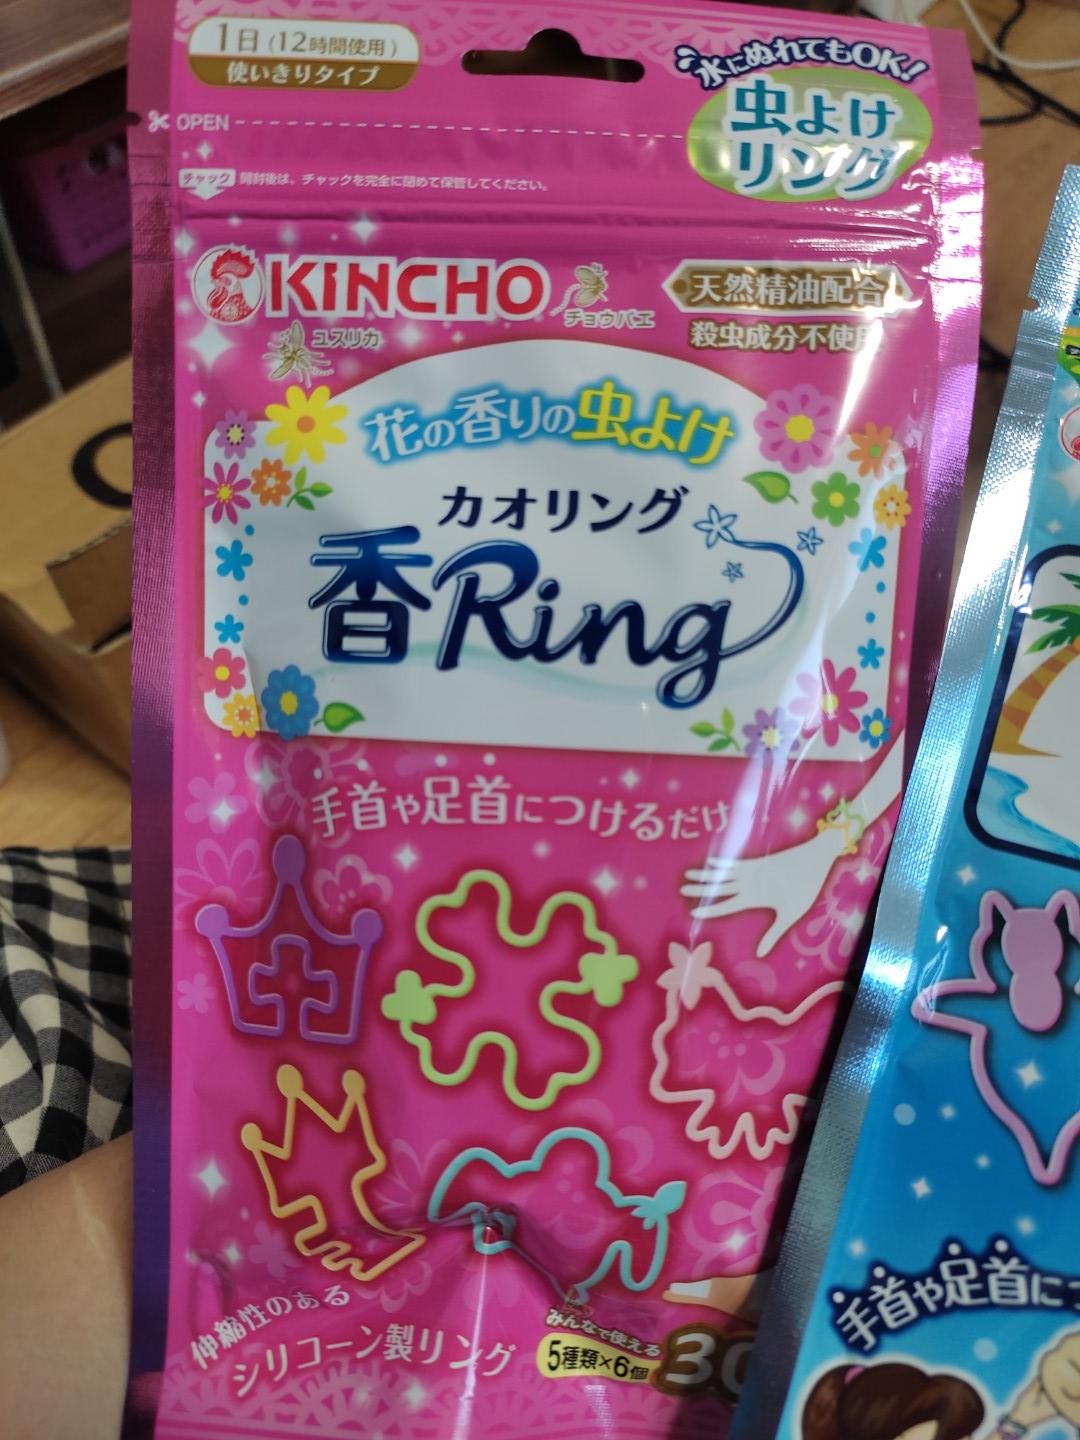 1日(12時間使用)
使いきりタイプ
水にぬれてもOK!
虫よけ
リング
OPEN
チャック 開封後は、チャックを完全に閉めて保管してください。
KINCHO
チョウバエ
ユスリカ
天然精油配合
殺虫成分不使用
花の香りの虫よけ
カオリング
香Ring
手首や足首につけるだけ
伸縮性のある
シリコーン製リング
みんなで使える
5種類×6個
30
手首や足首に